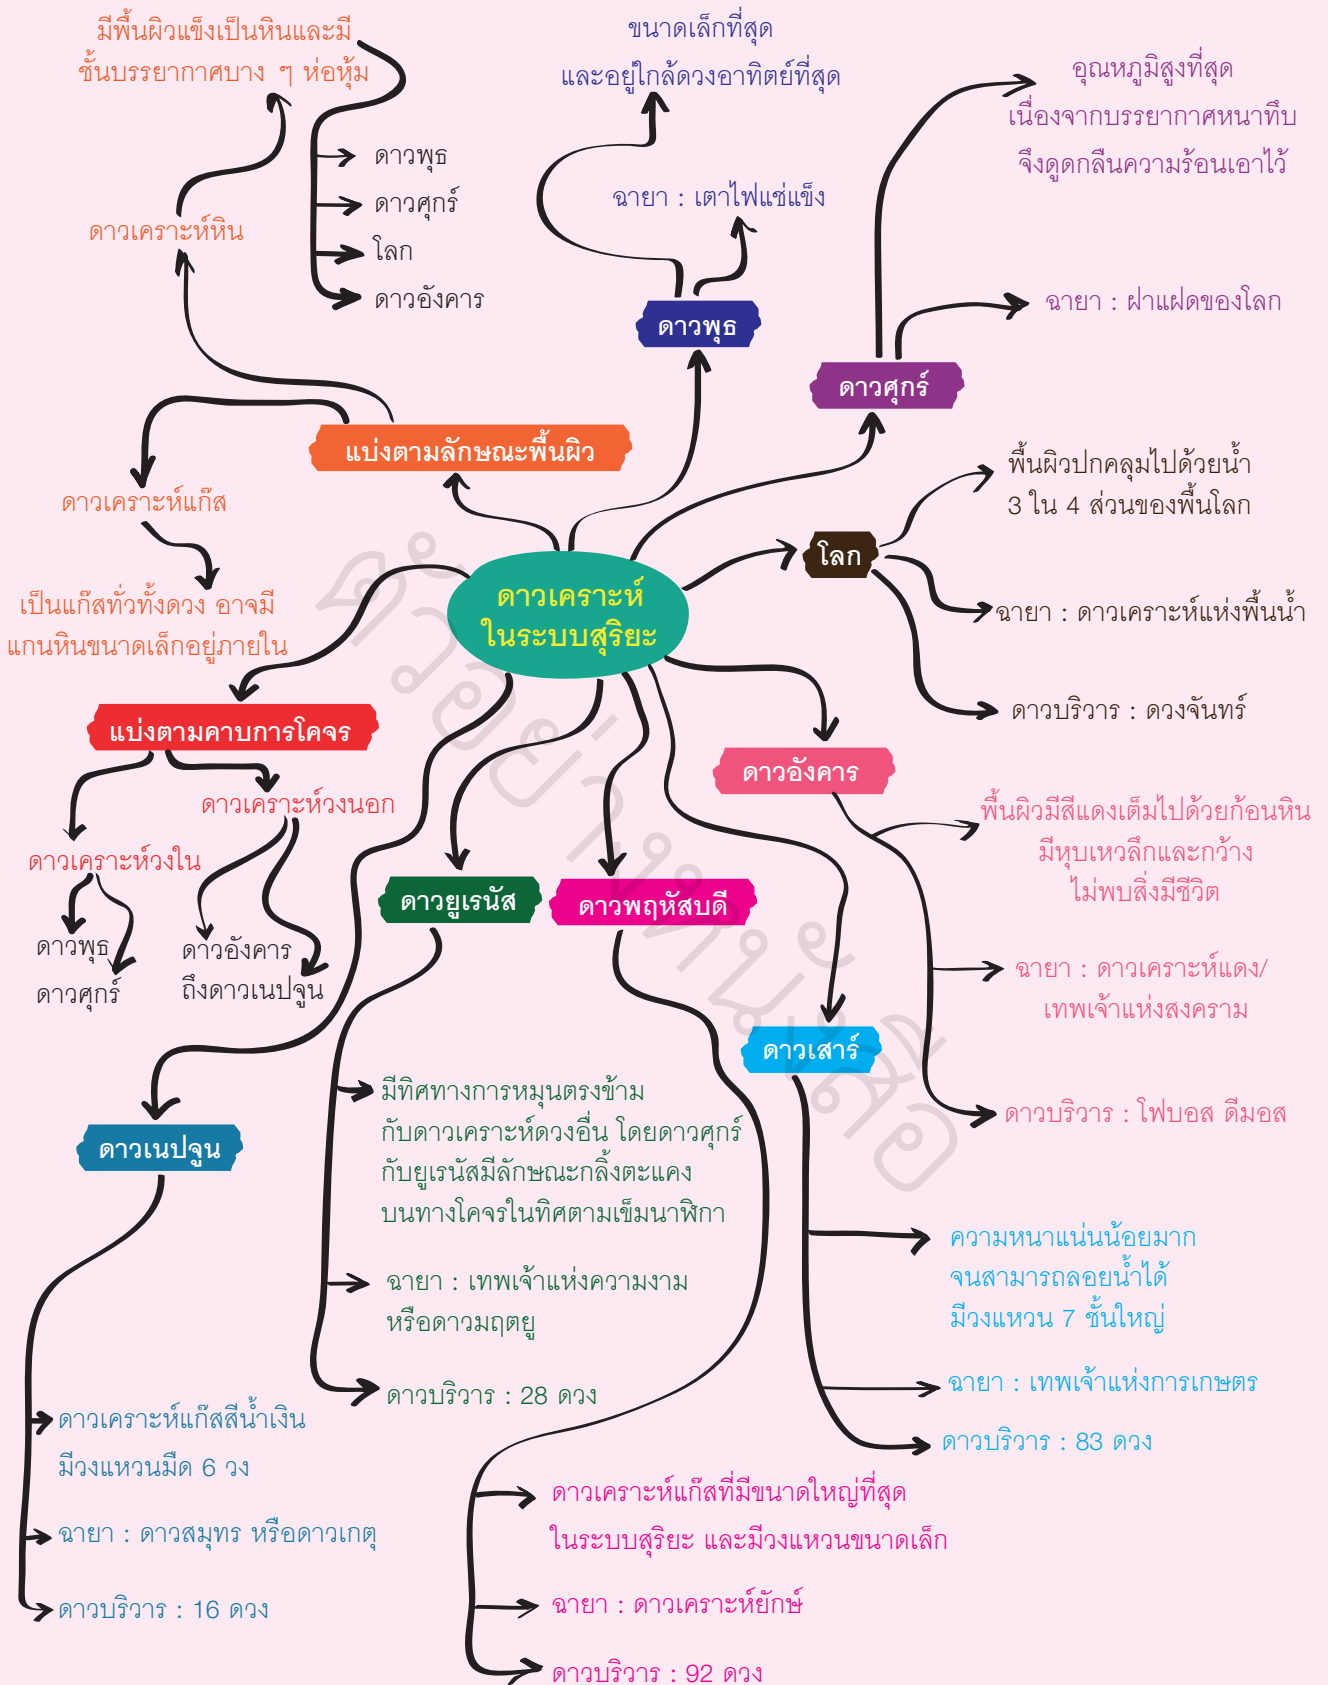 ดาวเคราะห์
ในระบบสุริยะ
แบ่งตามลักษณะพื้นผิว
ดาวเคราะห์หิน
มีพื้นผิวแข็งเป็นหินและมี
ชั้นบรรยากาศบาง ๆ ห่อหุ้ม
ดาวพุธ
ดาวศุกร์
โลก
ดาวอังคาร
ดาวเคราะห์แก๊ส
เป็นแก๊สทั่วทั้งดวง อาจมี
แกนหินขนาดเล็กอยู่ภายใน
ดาวพุธ
ขนาดเล็กที่สุด
และอยู่ใกล้ดวงอาทิตย์ที่สุด
ฉายา : เตาไฟแช่แข็ง
ดาวศุกร์
อุณหภูมิสูงที่สุด
เนื่องจากบรรยากาศหนาทึบ
จึงดูดกลืนความร้อนเอาไว้
ฉายา : ฝาแฝดของโลก
โลก
พื้นผิวปกคลุมไปด้วยน้ำ
3 ใน 4 ส่วนของพื้นโลก
ฉายา : ดาวเคราะห์แห่งพื้นน้ำ
ดาวบริวาร : ดวงจันทร์
ดาวอังคาร
พื้นผิวมีสีแดงเต็มไปด้วยก้อนหิน
มีหุบเหวลึกและกว้าง
ไม่พบสิ่งมีชีวิต
ฉายา : ดาวเคราะห์แดง/
เทพเจ้าแห่งสงคราม
ดาวบริวาร : โฟบอส ดีมอส
แบ่งตามคาบการโคจร
ดาวเคราะห์วงใน
ดาวพุธ
ดาวศุกร์
ดาวเคราะห์วงนอก
ดาวอังคาร
ถึงดาวเนปจูน
ดาวยูเรนัส
มีทิศทางการหมุนตรงข้าม
กับดาวเคราะห์ดวงอื่น โดยดาวศุกร์
กับยูเรนัสมีลักษณะกลิ้งตะแคง
บนทางโคจรในทิศตามเข็มนาฬิกา
ฉายา : เทพเจ้าแห่งความงาม
หรือดาวมฤตยู
ดาวบริวาร : 28 ดวง
ดาวพฤหัสบดี
ดาวเคราะห์แก๊สที่มีขนาดใหญ่ที่สุด
ในระบบสุริยะ และมีวงแหวนขนาดเล็ก
ฉายา : ดาวเคราะห์ยักษ์
ดาวบริวาร : 92 ดวง
ดาวเสาร์
ความหนาแน่นน้อยมาก
จนสามารถลอยน้ำได้
มีวงแหวน 7 ชั้นใหญ่
ฉายา : เทพเจ้าแห่งการเกษตร
ดาวบริวาร : 83 ดวง
ดาวเนปจูน
ดาวเคราะห์แก๊สสีน้ำเงิน
มีวงแหวนมืด 6 วง
ฉายา : ดาวสมุทร หรือดาวเกตุ
ดาวบริวาร : 16 ดวง
ตัวอย่างหนังสือ